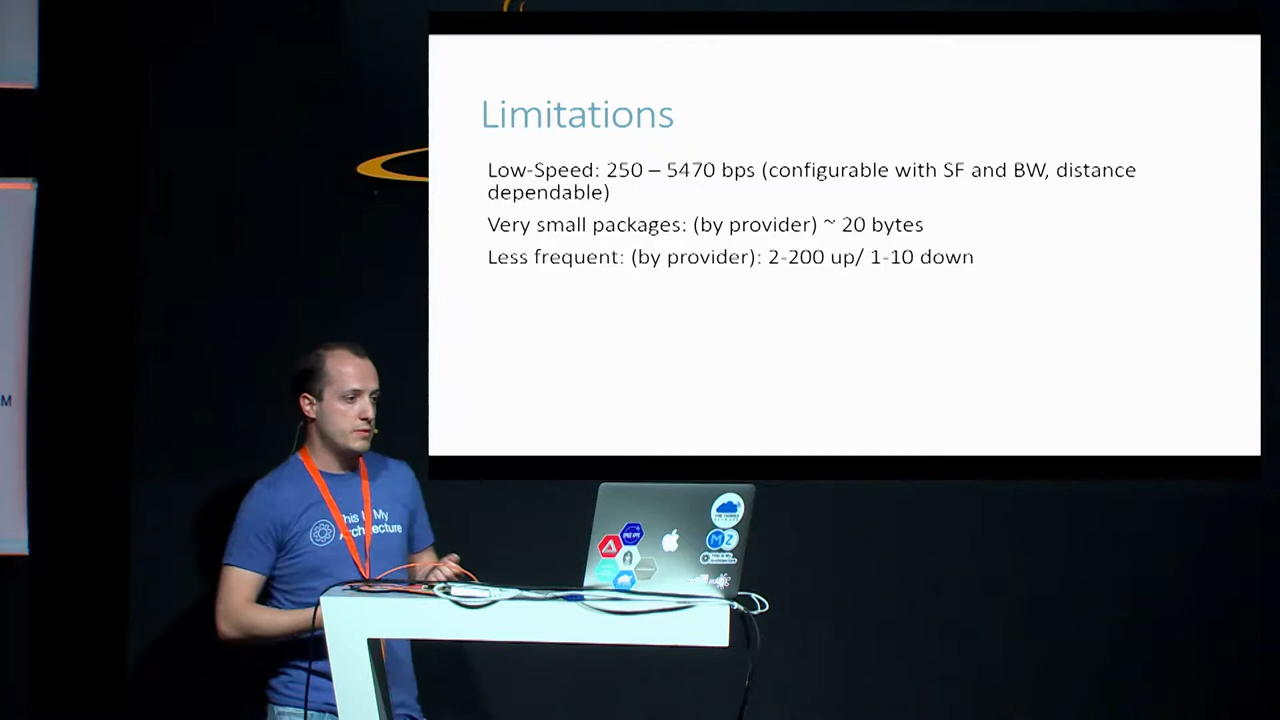 Limitations
Low-Speed: 250 – 5470 bps (configurable with SF and BW, distance
dependable)
Very small packages: (by provider) ~ 20 bytes
Less frequent: (by provider): 2-200 up/ 1-10 down
M
This Is My
Architecture
M Z